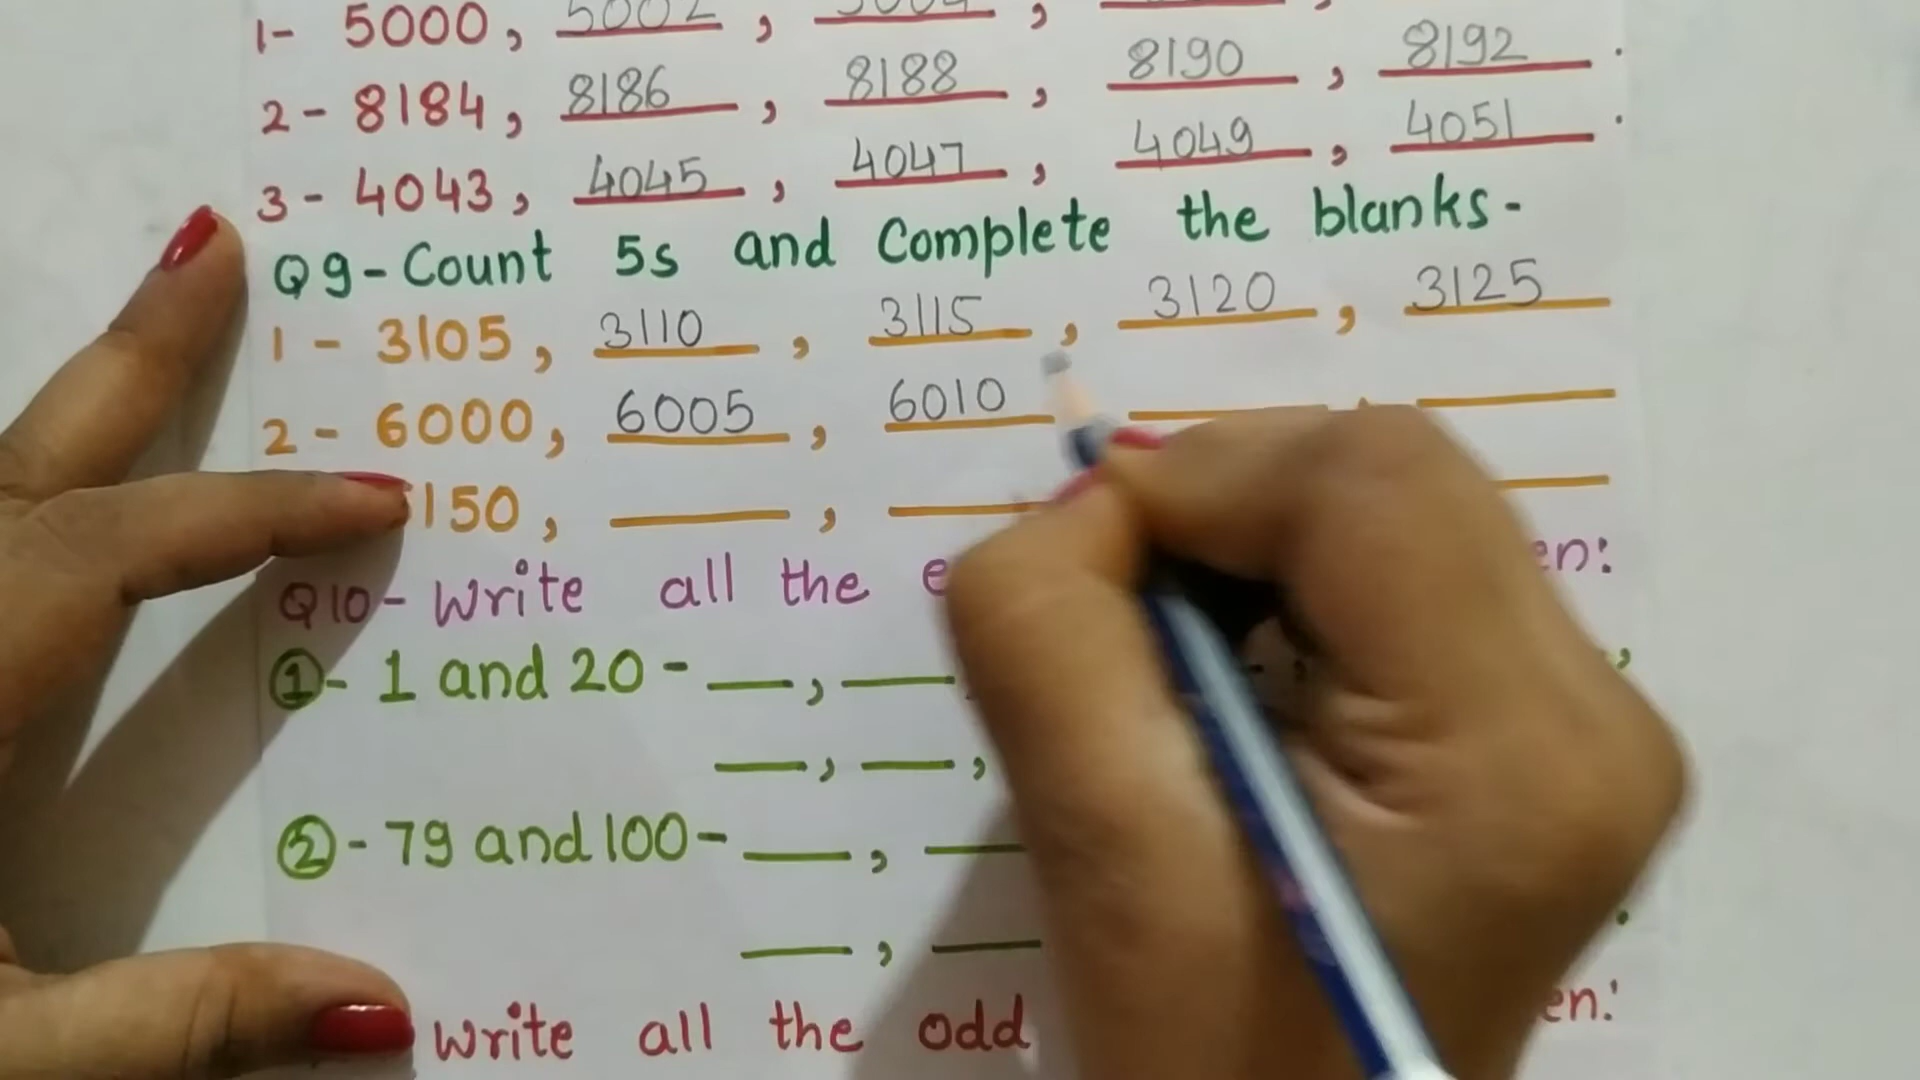 1- 5000, 5002, 
2 - 8184, 8186, 8188, 8190, 8192.
3 - 4043, 4045, 4047, 4049, 4051.
Q9-Count 5s and Complete the blanks-
1 - 3105, 3110, 3115, 3120, 3125
2 - 6000, 6005, 6010
150,
Q10- Write all the
①- 1 and 20 -
②- 79 and 100-
Write all the odd